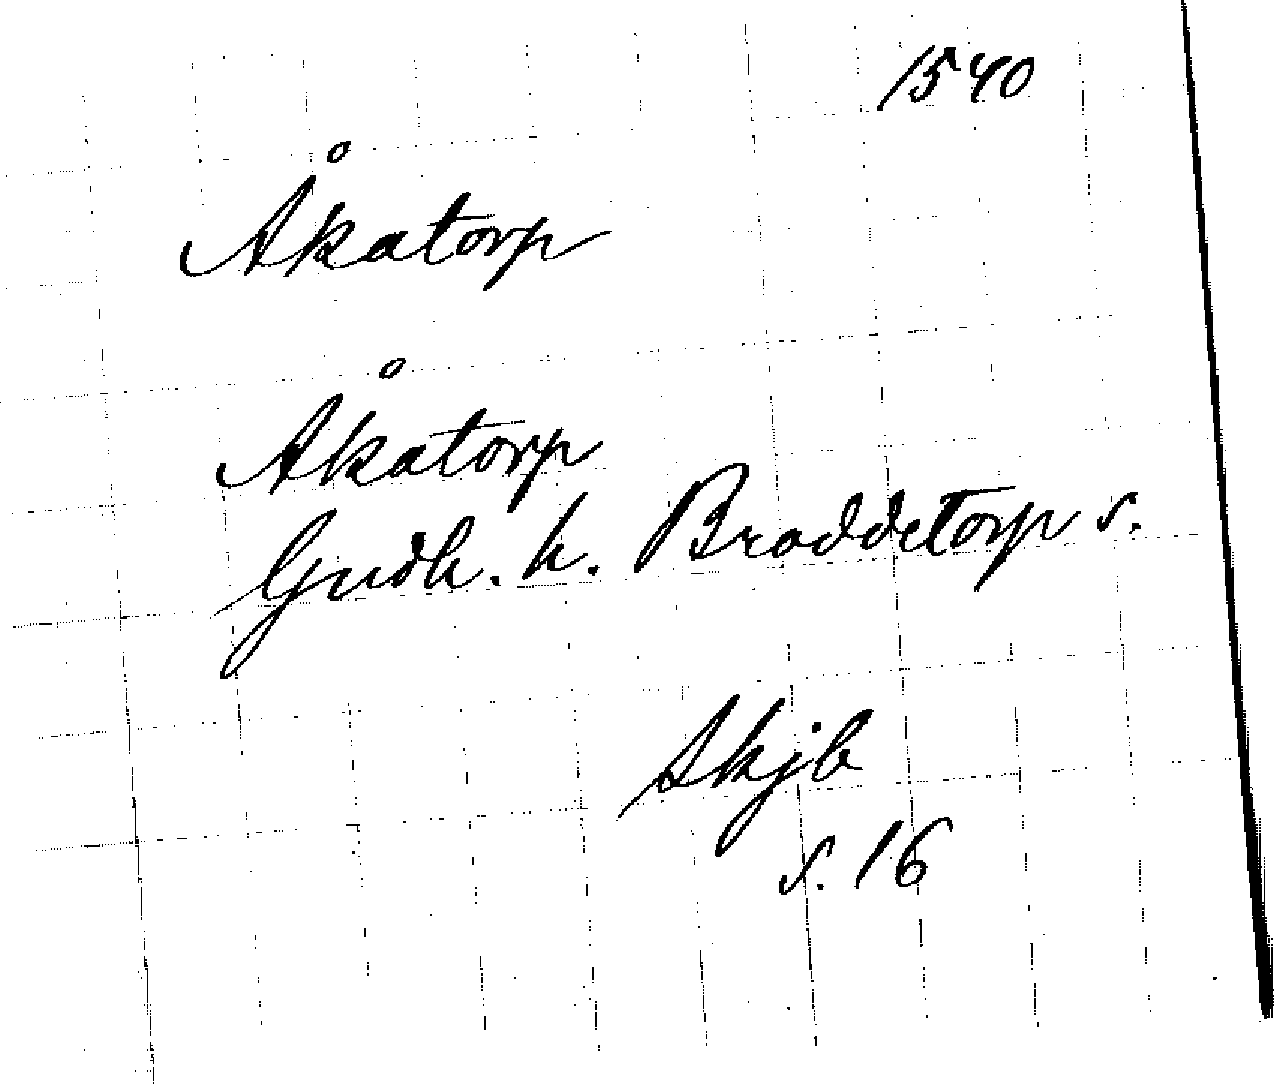 1540
Åkatorp
Åkatorp
Gudh. h. Broddetorp s.
Skjb
s. 16